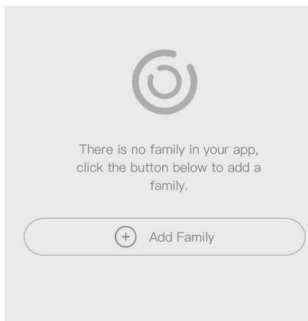 There is no family in your app,
click the button below to add a
family.
Add Family